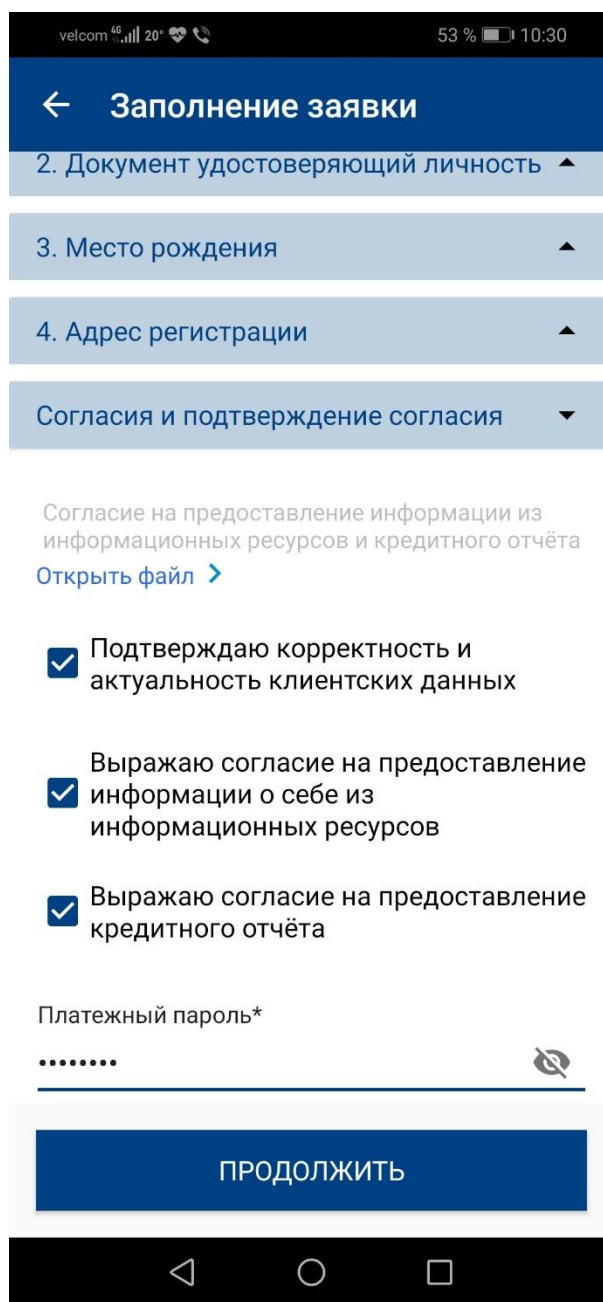 velcom 4G 20° 53 % 10:30
Заполнение заявки
2. Документ удостоверяющий личность
3. Место рождения
4. Адрес регистрации
Согласия и подтверждение согласия
Согласие на предоставление информации из
информационных ресурсов и кредитного отчёта
Открыть файл
Подтверждаю корректность и
актуальность клиентских данных
Выражаю согласие на предоставление
информации о себе из
информационных ресурсов
Выражаю согласие на предоставление
кредитного отчёта
Платежный пароль*
••••••••
ПРОДОЛЖИТЬ